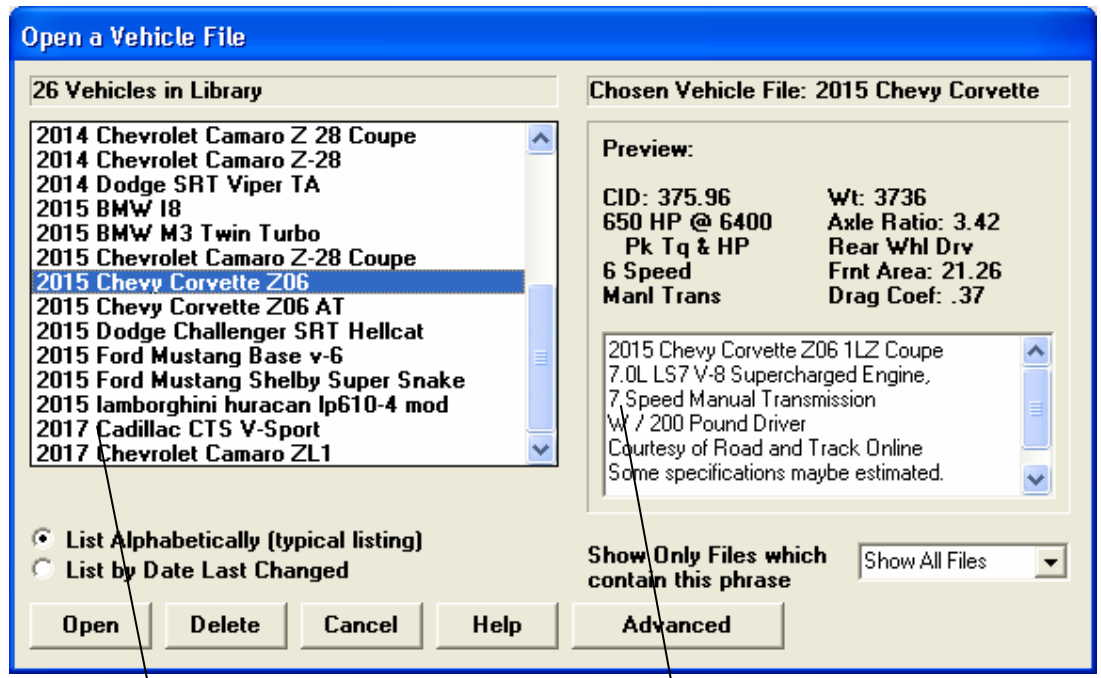 Open a Vehicle File
26 Vehicles in Library
2014 Chevrolet Camaro Z 28 Coupe
2014 Chevrolet Camaro Z-28
2014 Dodge SRT Viper TA
2015 BMW I8
2015 BMW M3 Twin Turbo
2015 Chevrolet Camaro Z-28 Coupe
2015 Chevy Corvette Z06
2015 Chevy Corvette Z06 AT
2015 Dodge Challenger SRT Hellcat
2015 Ford Mustang Base v-6
2015 Ford Mustang Shelby Super Snake
2015 lamborghini huracan lp610-4 mod
2017 Cadillac CTS V-Sport
2017 Chevrolet Camaro ZL1
List Alphabetically (typical listing)
List by Date Last Changed
Open Delete Cancel Help Advanced
Chosen Vehicle File: 2015 Chevy Corvette
Preview:
CID: 375.96 Wt: 3736
650 HP @ 6400 Axle Ratio: 3.42
Pk Tq & HP Rear Whl Drv
6 Speed Frnt Area: 21.26
Manl Trans Drag Coef: .37
2015 Chevy Corvette Z06 1LZ Coupe
7.0L LS7 V-8 Supercharged Engine,
7 Speed Manual Transmission
W / 200 Pound Driver
Courtesy of Road and Track Online
Some specifications maybe estimated.
Show Only Files which
contain this phrase
Show All Files